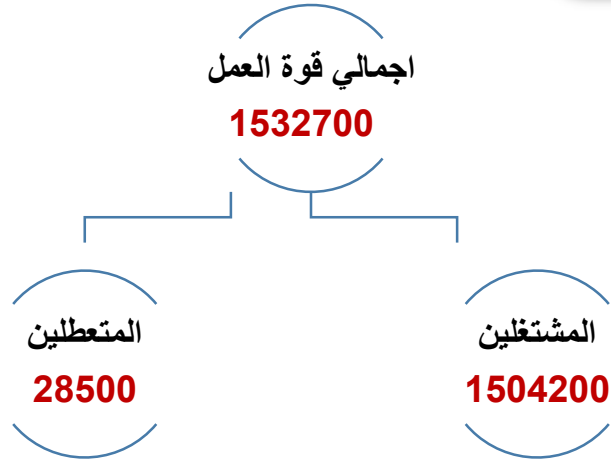 اجمالي قوة العمل
1532700
المشتغلين
1504200
المتعطلين
28500